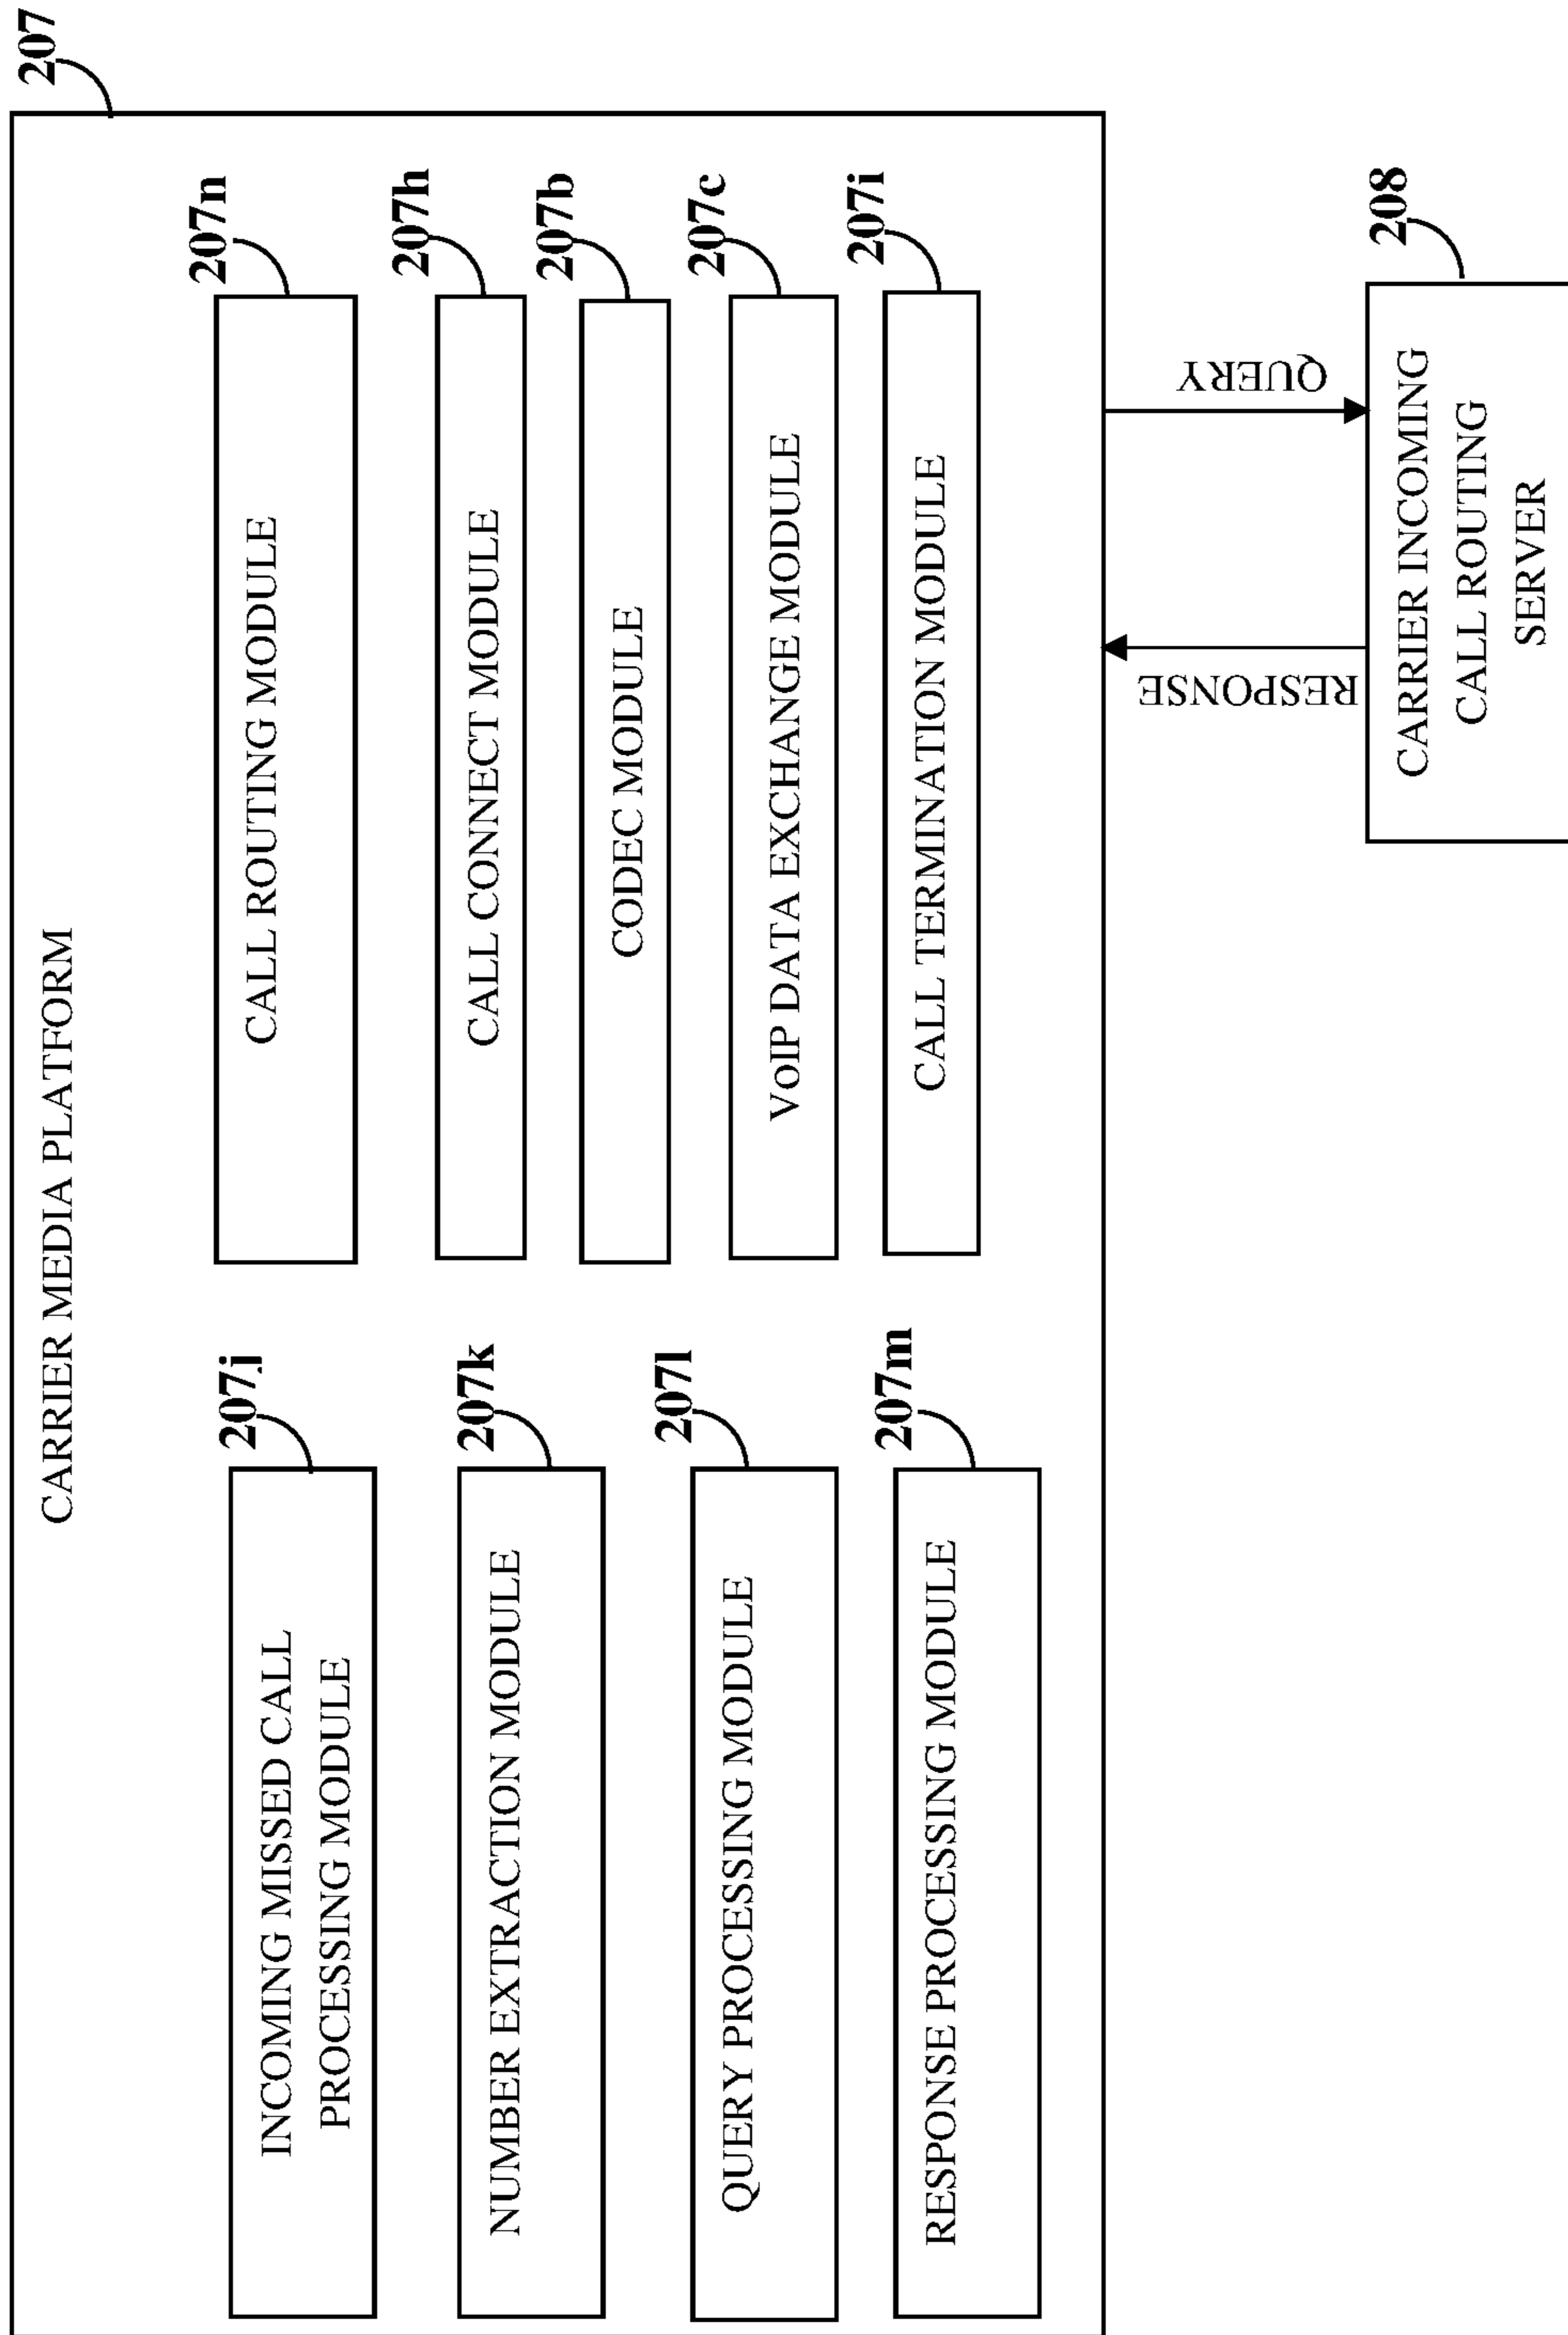 207
CARRIER MEDIA PLATFORM
207j
INCOMING MISSED CALL
PROCESSING MODULE
207k
NUMBER EXTRACTION MODULE
207l
QUERY PROCESSING MODULE
207m
RESPONSE PROCESSING MODULE
207n
CALL ROUTING MODULE
207h
CALL CONNECT MODULE
207b
CODEC MODULE
207c
VOIP DATA EXCHANGE MODULE
207i
CALL TERMINATION MODULE
RESPONSE
QUERY
208
CARRIER INCOMING
CALL ROUTING
SERVER